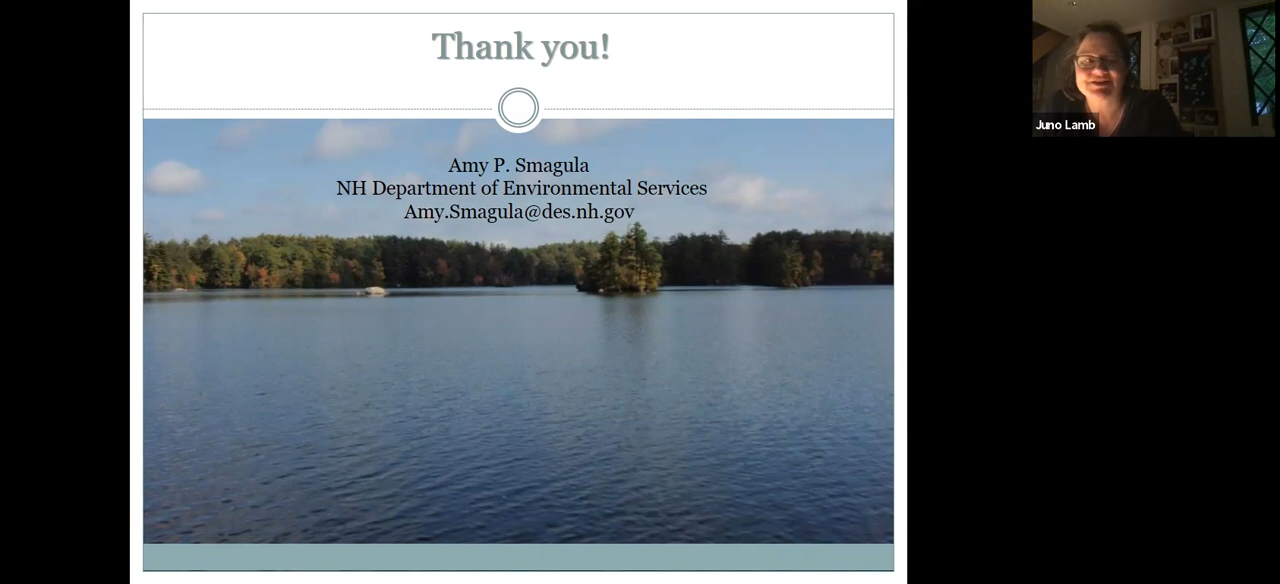 Thank you!
Amy P. Smagula
NH Department of Environmental Services
Amy.Smagula@des.nh.gov
Juno Lamb